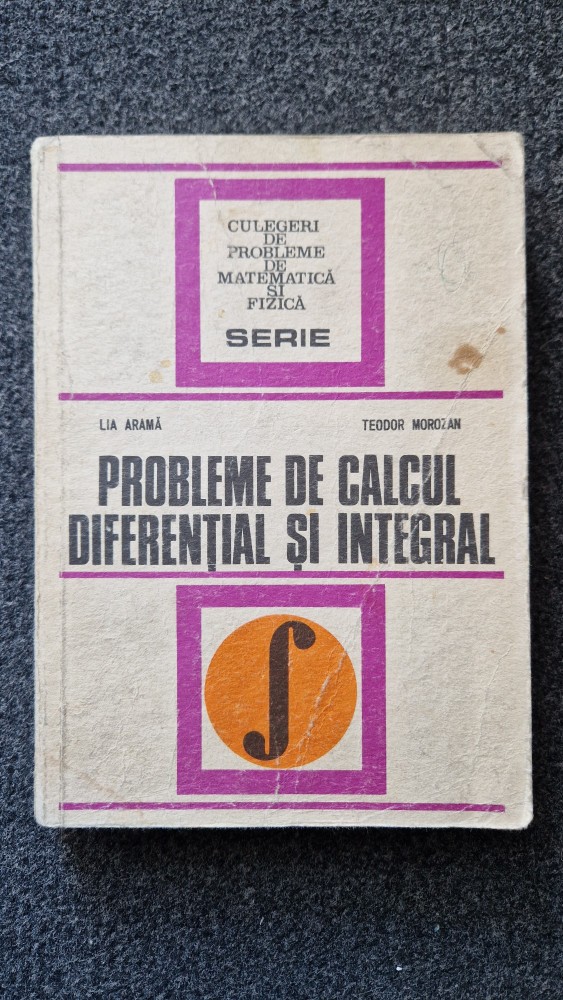 CULEGERI
DE
PROBLEME
DE
MATEMATICĂ
ȘI
FIZICĂ
SERIE
LIA ARAMĂ TEODOR MOROZAN
PROBLEME DE CALCUL
DIFERENȚIAL ȘI INTEGRAL
∫